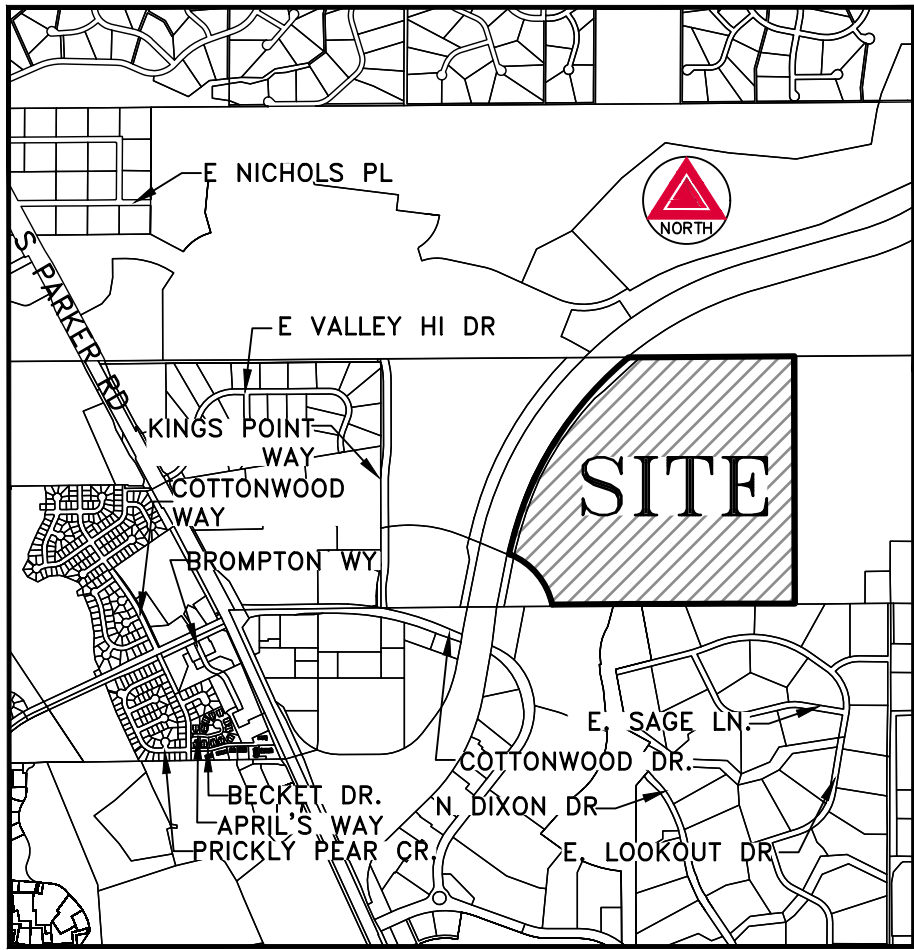 E NICHOLS PL
NORTH
S PARKER RD
E VALLEY HI DR
KINGS POINT
WAY
COTTONWOOD
WAY
SITE
BROMPTON WY
E. SAGE LN.
COTTONWOOD DR.
BECKET DR.
N DIXON DR
APRIL'S WAY
PRICKLY PEAR CR.
E. LOOKOUT DR